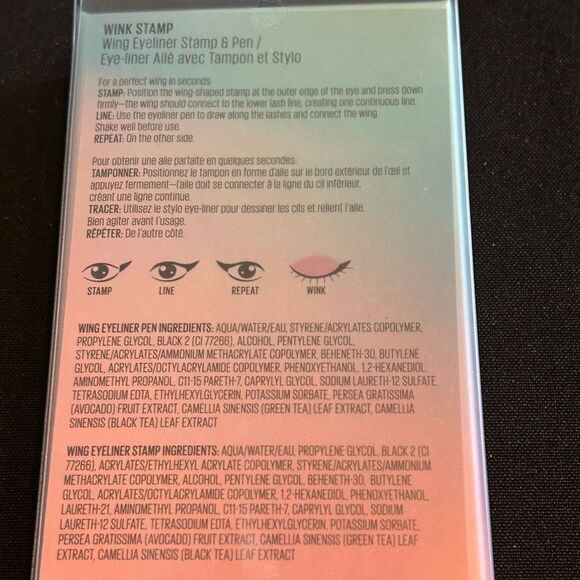 WINK STAMP
Wing Eyeliner Stamp & Pen /
Eye-liner Ailé avec Tampon et Stylo
For a perfect wing in seconds:
STAMP: Position the wing-shaped stamp at the outer edge of the eye and press down
firmly—the wing should connect to the lower lash line, creating one continuous line.
LINE: Use the eyeliner pen to draw along the lashes and connect the wing.
Shake well before use.
REPEAT: On the other side.
Pour obtenir une aile parfaite en quelques secondes:
TAMPONNER: Positionnez le tampon en forme d'aile sur le bord extérieur de l'œil et
appuyez fermement—l'aile doit se connecter à la ligne du cil inférieur,
créant une ligne continue.
TRACER: Utilisez le stylo eye-liner pour dessiner les cils et relient l'aile.
Bien agiter avant l'usage.
RÉPÉTER: De l'autre côté.
STAMP LINE REPEAT WINK
WING EYELINER PEN INGREDIENTS: AQUA/WATER/EAU, STYRENE/ACRYLATES COPOLYMER,
PROPYLENE GLYCOL, BLACK 2 (CI 77266), ALCOHOL, PENTYLENE GLYCOL,
STYRENE/ACRYLATES/AMMONIUM METHACRYLATE COPOLYMER, BEHENETH-30, BUTYLENE
GLYCOL, ACRYLATES/OCTYLACRYLAMIDE COPOLYMER, PHENOXYETHANOL, 1,2-HEXANEDIOL,
AMINOMETHYL PROPANOL, C11-15 PARETH-7, CAPRYLYL GLYCOL, SODIUM LAURETH-12 SULFATE,
TETRASODIUM EDTA, ETHYLHEXYLGLYCERIN, POTASSIUM SORBATE, PERSEA GRATISSIMA
(AVOCADO) FRUIT EXTRACT, CAMELLIA SINENSIS (GREEN TEA) LEAF EXTRACT, CAMELLIA
SINENSIS (BLACK TEA) LEAF EXTRACT
WING EYELINER STAMP INGREDIENTS: AQUA/WATER/EAU, PROPYLENE GLYCOL, BLACK 2 (CI
77266), ACRYLATES/ETHYLHEXYL ACRYLATE COPOLYMER, STYRENE/ACRYLATES/AMMONIUM
METHACRYLATE COPOLYMER, ALCOHOL, PENTYLENE GLYCOL, BEHENETH-30, BUTYLENE
GLYCOL, ACRYLATES/OCTYLACRYLAMIDE COPOLYMER, 1,2-HEXANEDIOL, PHENOXYETHANOL,
LAURETH-21, AMINOMETHYL PROPANOL, C11-15 PARETH-7, CAPRYLYL GLYCOL, SODIUM
LAURETH-12 SULFATE, TETRASODIUM EDTA, ETHYLHEXYLGLYCERIN, POTASSIUM SORBATE,
PERSEA GRATISSIMA (AVOCADO) FRUIT EXTRACT, CAMELLIA SINENSIS (GREEN TEA) LEAF
EXTRACT, CAMELLIA SINENSIS (BLACK TEA) LEAF EXTRACT